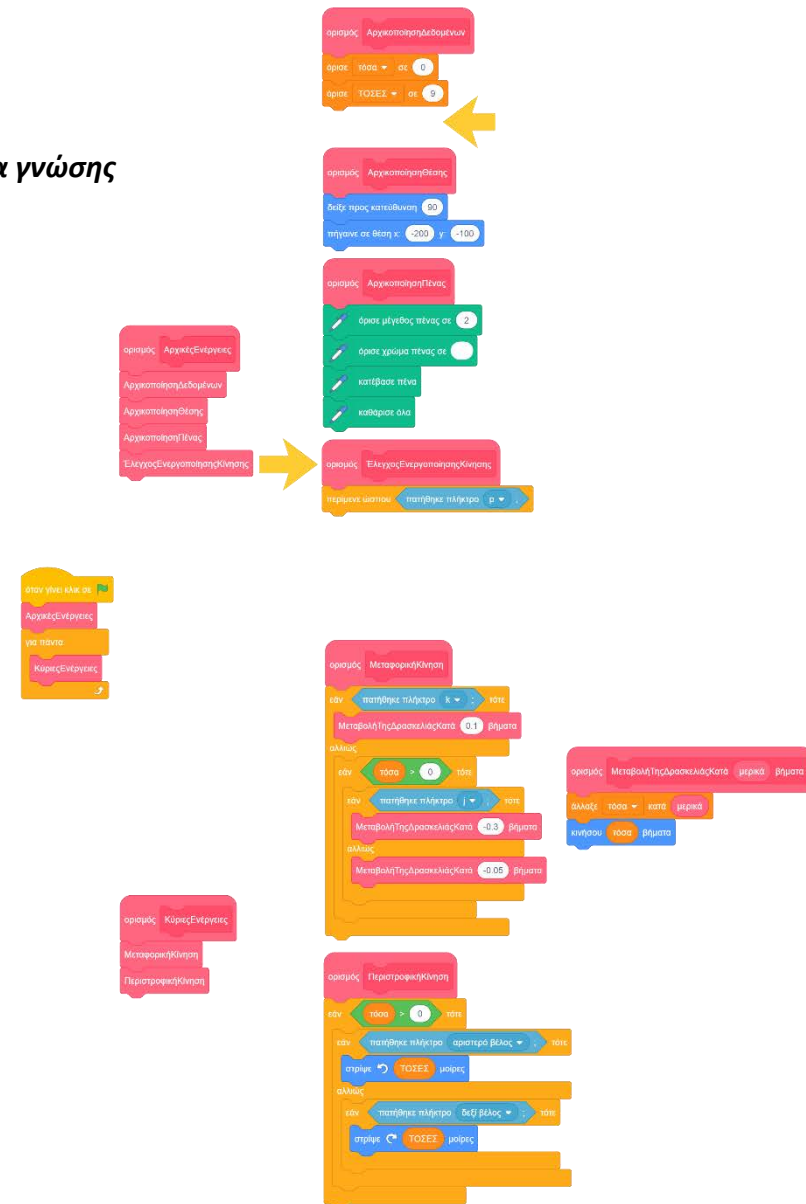 ορισμός ΑρχικοποίησηΔεδομένων
όρισε τόσα σε 0
όρισε ΤΟΣΕΣ σε 9
α γνώσης
ορισμός ΑρχικοποίησηΘέσης
δείξε προς κατεύθυνση 90
πήγαινε σε θέση x: -200 y: -100
ορισμός ΑρχικοποίησηΠένας
όρισε μέγεθος πένας σε 2
όρισε χρώμα πένας σε
κατέβασε πένα
καθάρισε όλα
ορισμός ΑρχικέςΕνέργειες
ΑρχικοποίησηΔεδομένων
ΑρχικοποίησηΘέσης
ΑρχικοποίησηΠένας
ΈλεγχοςΕνεργοποίησηςΚίνησης
ορισμός ΈλεγχοςΕνεργοποίησηςΚίνησης
περίμενε ώσπου πατήθηκε πλήκτρο p ;
όταν γίνει κλικ σε
ΑρχικέςΕνέργειες
για πάντα
ΚύριεςΕνέργειες
ορισμός ΜεταφορικήΚίνηση
εάν πατήθηκε πλήκτρο k ; τότε
ΜεταβολήΤηςΔρασκελιάςΚατά 0.1 βήματα
αλλιώς
εάν τόσα > 0 τότε
εάν πατήθηκε πλήκτρο j ; τότε
ΜεταβολήΤηςΔρασκελιάςΚατά -0.3 βήματα
αλλιώς
ΜεταβολήΤηςΔρασκελιάςΚατά -0.05 βήματα
ορισμός ΜεταβολήΤηςΔρασκελιάςΚατά μερικά βήματα
άλλαξε τόσα κατά μερικά
κινήσου τόσα βήματα
ορισμός ΚύριεςΕνέργειες
ΜεταφορικήΚίνηση
ΠεριστροφικήΚίνηση
ορισμός ΠεριστροφικήΚίνηση
εάν τόσα > 0 τότε
εάν πατήθηκε πλήκτρο αριστερό βέλος ; τότε
στρίψε ΤΟΣΕΣ μοίρες
αλλιώς
εάν πατήθηκε πλήκτρο δεξί βέλος ; τότε
στρίψε ΤΟΣΕΣ μοίρες